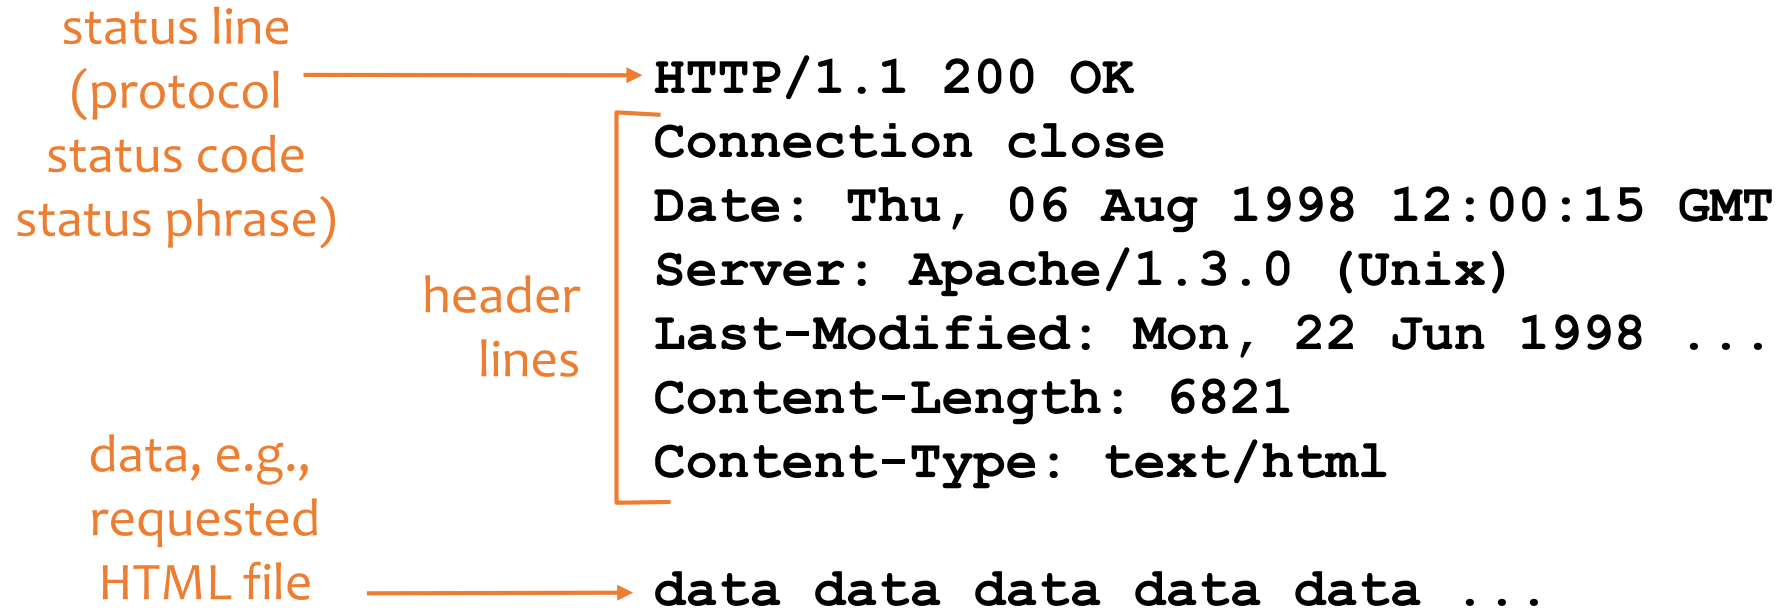 status line
(protocol
status code
status phrase)
HTTP/1.1 200 OK
Connection close
Date: Thu, 06 Aug 1998 12:00:15 GMT
Server: Apache/1.3.0 (Unix)
Last-Modified: Mon, 22 Jun 1998 ...
Content-Length: 6821
Content-Type: text/html
header
lines
data, e.g.,
requested
HTML file
data data data data data ...